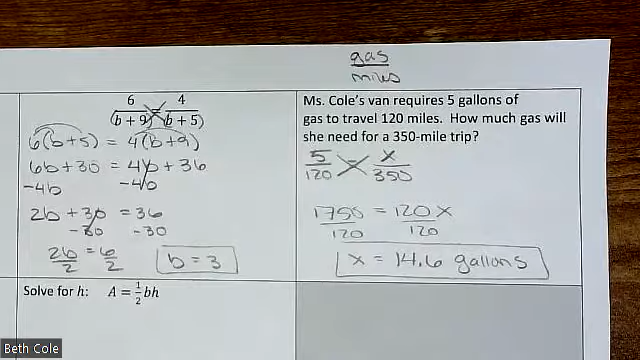 gas
miles
6 4
(b + 9) (b + 5)
6(b+5) = 4(b+9)
6b+30 = 4b+36
-4b -4b
2b+30 = 36
-30 -30
2b = 6
2 2
b = 3
Ms. Cole's van requires 5 gallons of
gas to travel 120 miles. How much gas will
she need for a 350-mile trip?
5 = x
120 350
1750 = 120x
120 120
x = 14.6 gallons
Solve for h: A = 1/2 bh
Beth Cole